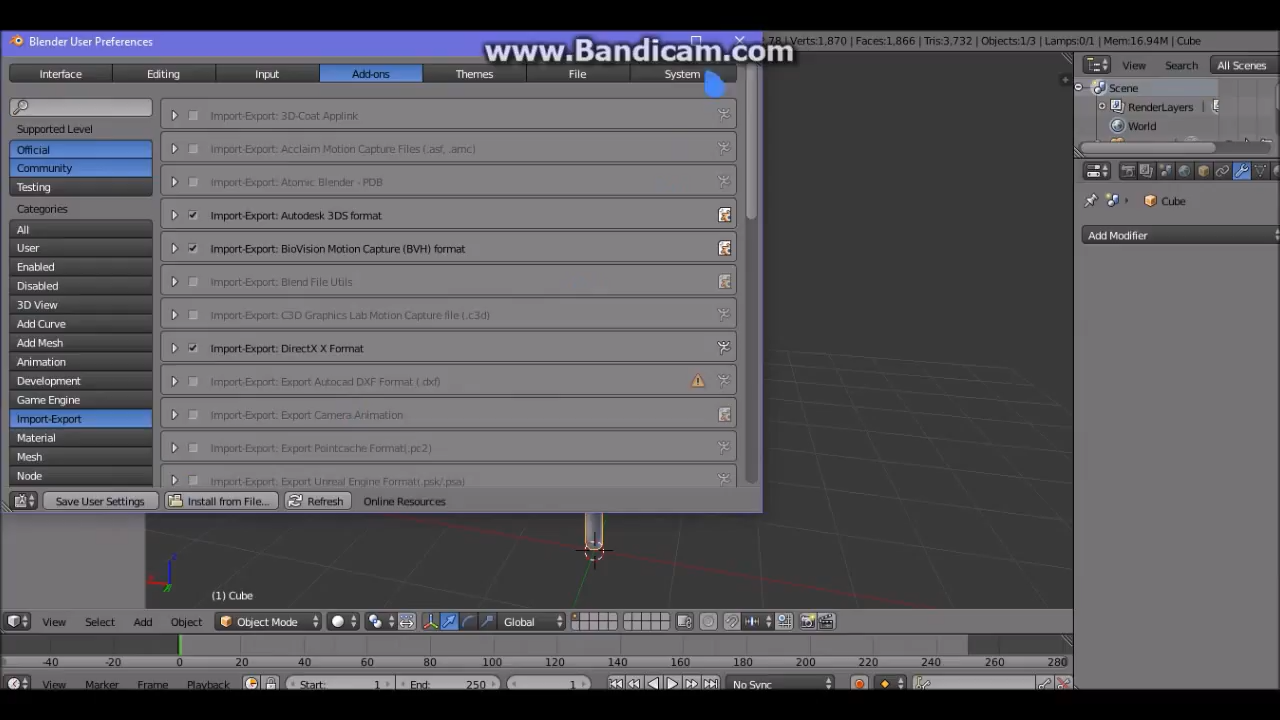 Blender User Preferences
www.Bandicam.com
78 | Verts:1,870 | Faces:1,866 | Tris:3,732 | Objects:1/3 | Lamps:0/1 | Mem:16.94M | Cube
Interface
Editing
Input
Add-ons
Themes
File
System
View
Search
All Scenes
Scene
RenderLayers
World
Supported Level
Official
Community
Testing
Categories
All
User
Enabled
Disabled
3D View
Add Curve
Add Mesh
Animation
Development
Game Engine
Import-Export
Material
Mesh
Node
Import-Export: 3D-Coat Applink
Import-Export: Acclaim Motion Capture Files (.asf, .amc)
Import-Export: Atomic Blender - PDB
Import-Export: Autodesk 3DS format
Import-Export: BioVision Motion Capture (BVH) format
Import-Export: Blend File Utils
Import-Export: C3D Graphics Lab Motion Capture file (.c3d)
Import-Export: DirectX X Format
Import-Export: Export Autocad DXF Format (.dxf)
Import-Export: Export Camera Animation
Import-Export: Export Pointcache Format(.pc2)
Import-Export: Export Unreal Engine Format(.psk/.psa)
Save User Settings
Install from File...
Refresh
Online Resources
Cube
Add Modifier
(1) Cube
View
Select
Add
Object
Object Mode
Global
-40 -20 0 20 40 60 80 100 120 140 160 180 200 220 240 260 280
View
Marker
Frame
Playback
Start: 1
End: 250
1
No Sync